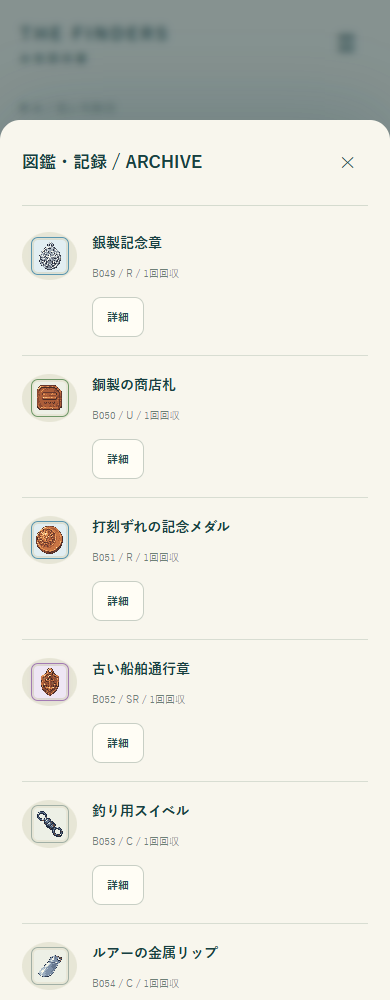 THE FINDERS
図鑑・記録 / ARCHIVE
銀製記念章
B049 / R / 1回回収
詳細
銅製の商店札
B050 / U / 1回回収
詳細
打刻ずれの記念メダル
B051 / R / 1回回収
詳細
古い船舶通行章
B052 / SR / 1回回収
詳細
釣り用スイベル
B053 / C / 1回回収
詳細
ルアーの金属リップ
B054 / C / 1回回収